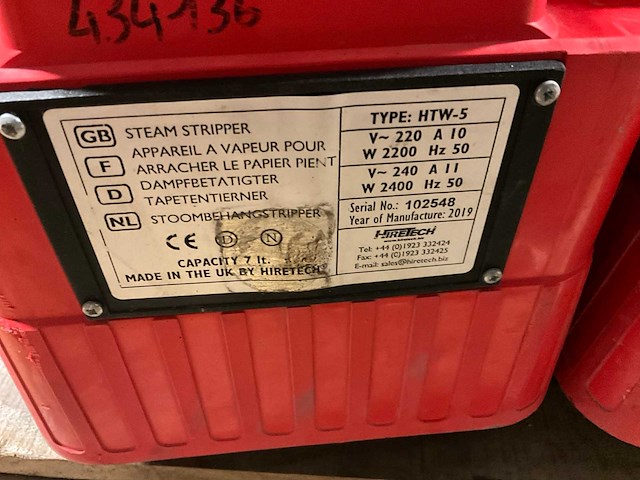 434136
GB STEAM STRIPPER
F APPAREIL A VAPEUR POUR
ARRACHER LE PAPIER PIENT
D DAMPFBETATIGTER
TAPETENTIERNER
NL STOOMBEHANGSTRIPPER
CE D N
CAPACITY 7 lt.
MADE IN THE UK BY HIRETECH
TYPE: HTW-5
V~ 220 A 10
W 2200 Hz 50
V~ 240 A 11
W 2400 Hz 50
Serial No.: 102548
Year of Manufacture: 2019
HIRETECH
Tel: +44 (0)1923 332424
Fax: +44 (0)1923 332425
E-mail: sales@hiretech.biz